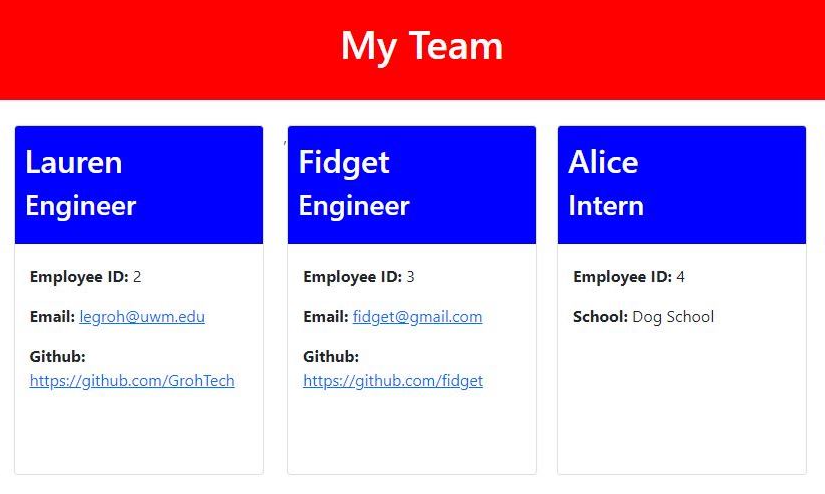 My Team
Lauren
Engineer
Employee ID: 2
Email: legroh@uwm.edu
Github:
https://github.com/GrohTech
,
Fidget
Engineer
Employee ID: 3
Email: fidget@gmail.com
Github:
https://github.com/fidget
Alice
Intern
Employee ID: 4
School: Dog School